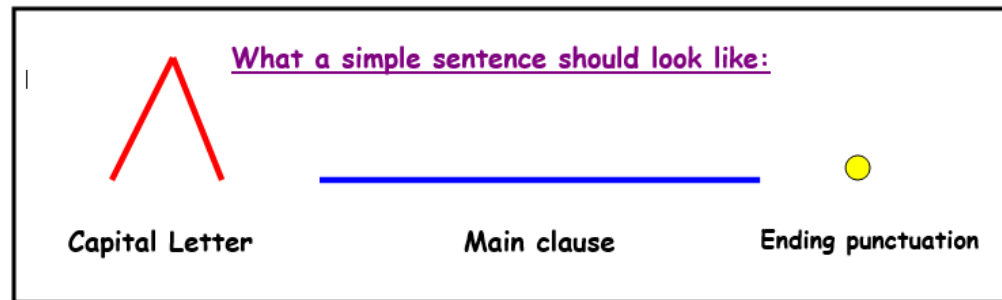 What a simple sentence should look like:
Capital Letter
Main clause
Ending punctuation